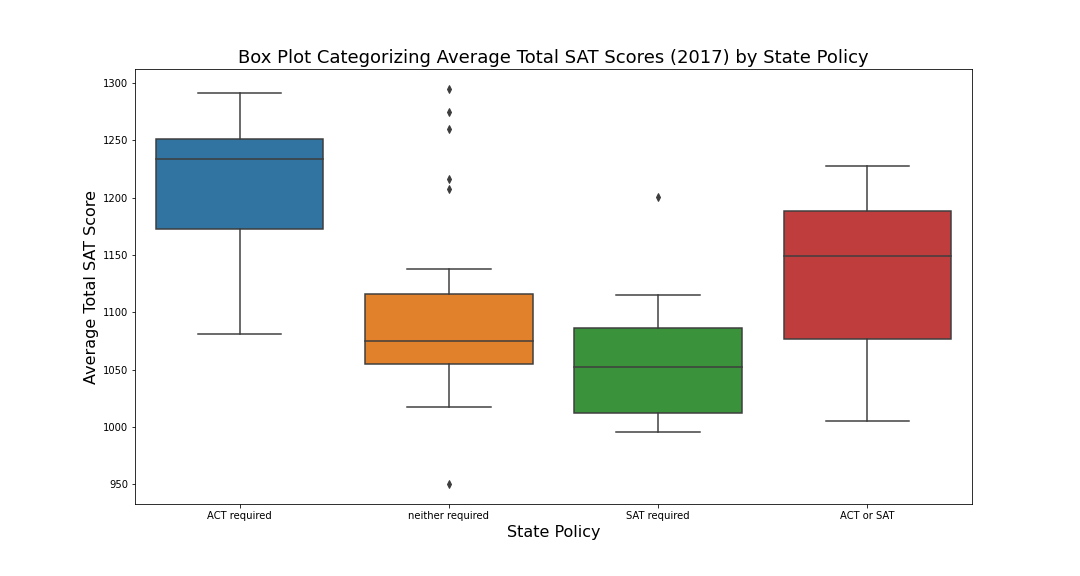 Box Plot Categorizing Average Total SAT Scores (2017) by State Policy
1300
1250
1200
1150
1100
1050
1000
950
Average Total SAT Score
ACT required
neither required
SAT required
ACT or SAT
State Policy